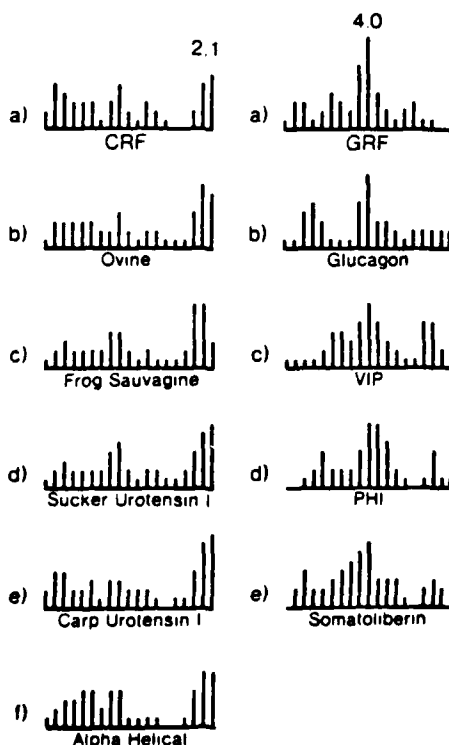 2.1
a)
CRF
b)
Ovine
c)
Frog Sauvagine
d)
Sucker Urotensin I
e)
Carp Urotensin I
f)
Alpha Helical
4.0
a)
GRF
b)
Glucagon
c)
VIP
d)
PHI
e)
Somatoliberin